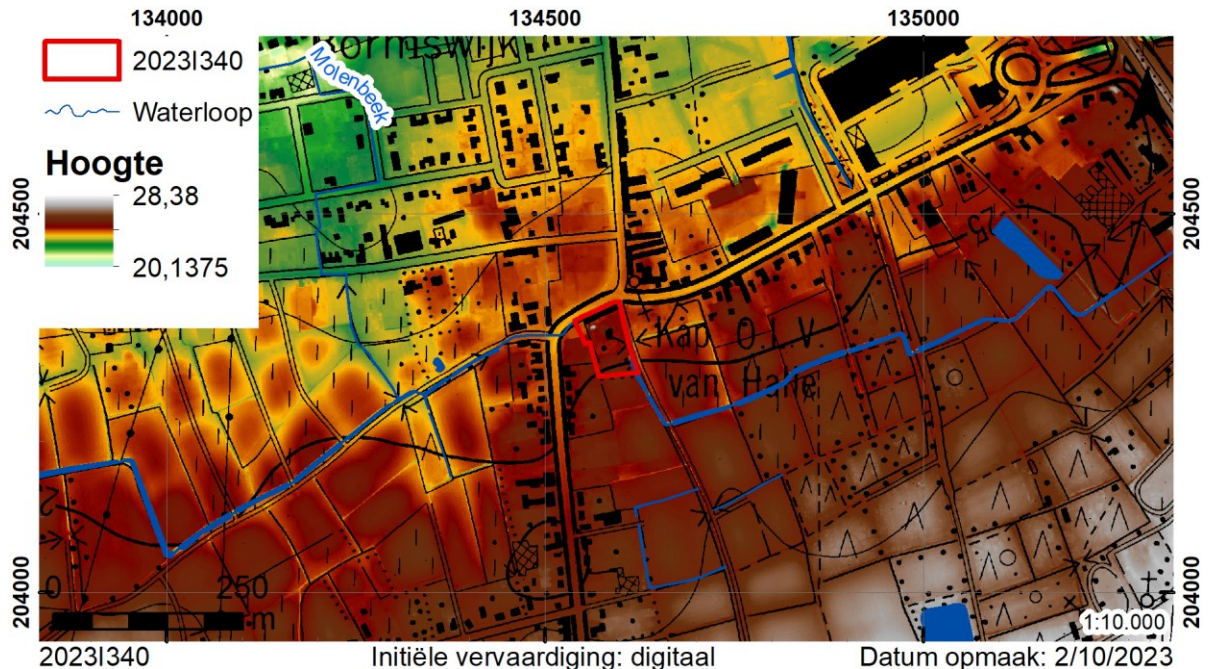 134000 134500 135000
2023I340
Waterloop
Hoogte
28,38
20,1375
Molenbeek
204500 204500
Kap O L V
van Halle
25
204000 204000
0 250
m
1:10.000
2023I340 Initiële vervaardiging: digitaal Datum opmaak: 2/10/2023